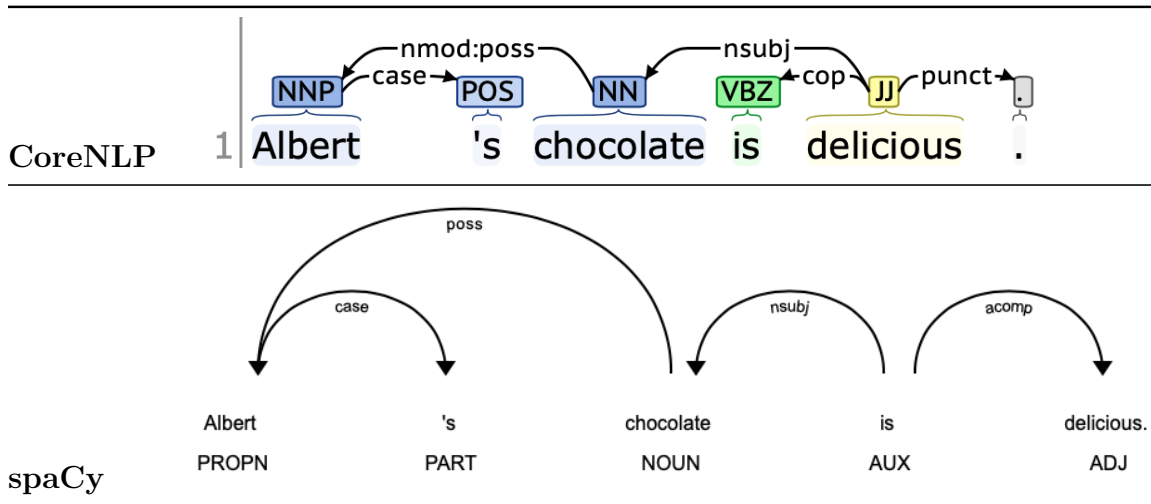 nmod:poss nsubj
case cop punct
NNP POS NN VBZ JJ .
CoreNLP 1 Albert 's chocolate is delicious .
poss
case nsubj acomp
Albert 's chocolate is delicious.
PROPN PART NOUN AUX ADJ
spaCy